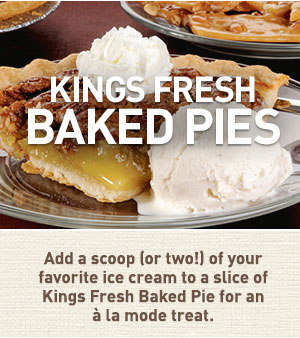 KINGS FRESH
BAKED PIES
Add a scoop (or two!) of your
favorite ice cream to a slice of
Kings Fresh Baked Pie for an
à la mode treat.